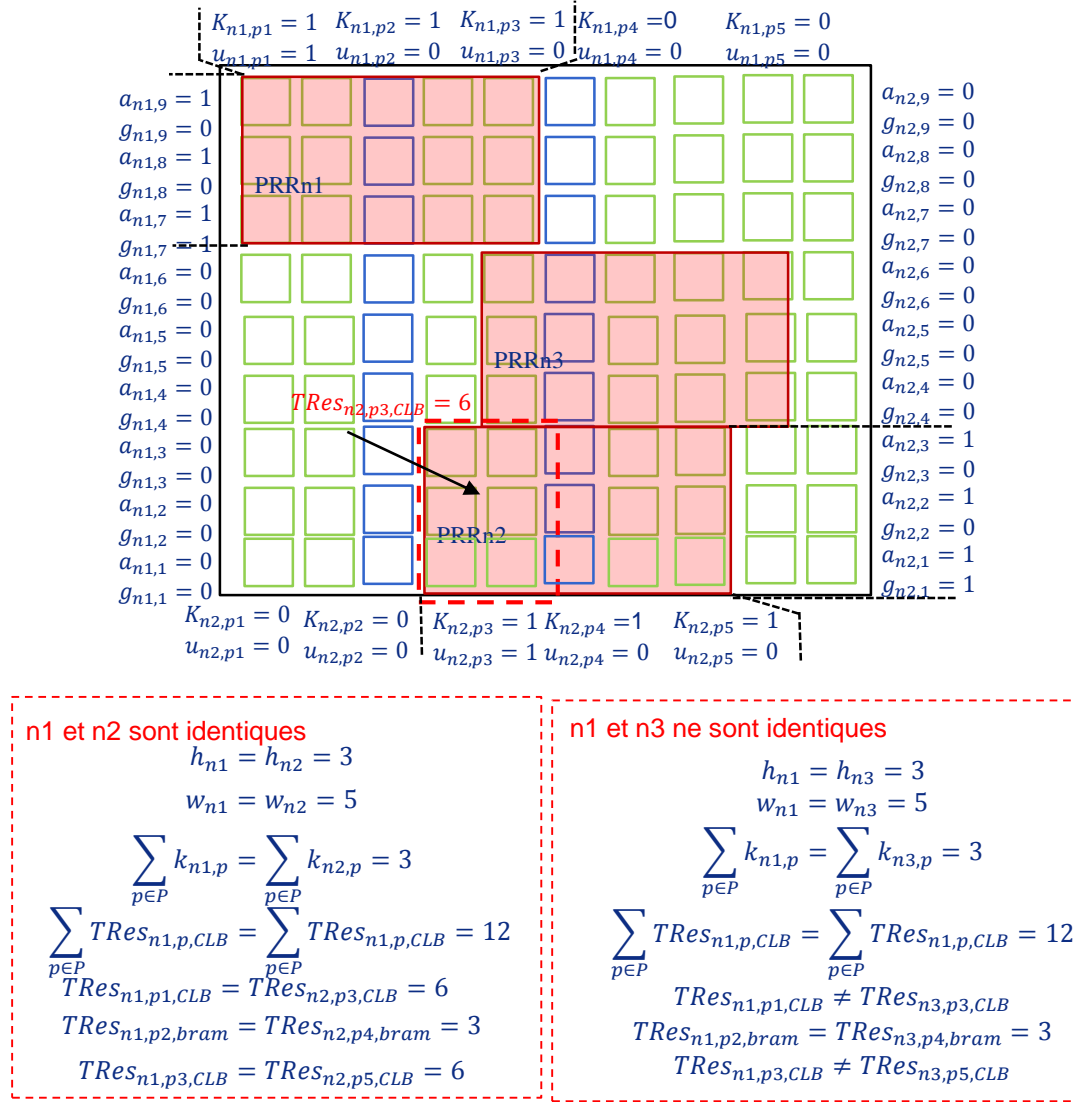 K_{n1,p1} = 1 K_{n1,p2} = 1 K_{n1,p3} = 1 K_{n1,p4} =0 K_{n1,p5} = 0
u_{n1,p1} = 1 u_{n1,p2} = 0 u_{n1,p3} = 0 u_{n1,p4} = 0 u_{n1,p5} = 0
a_{n1,9} = 1
g_{n1,9} = 0
a_{n1,8} = 1
g_{n1,8} = 0
a_{n1,7} = 1
g_{n1,7} = 1
a_{n1,6} = 0
g_{n1,6} = 0
a_{n1,5} = 0
g_{n1,5} = 0
a_{n1,4} = 0
g_{n1,4} = 0
a_{n1,3} = 0
g_{n1,3} = 0
a_{n1,2} = 0
g_{n1,2} = 0
a_{n1,1} = 0
g_{n1,1} = 0
PRRn1
PRRn3
TRes_{n2,p3,CLB} = 6
PRRn2
a_{n2,9} = 0
g_{n2,9} = 0
a_{n2,8} = 0
g_{n2,8} = 0
a_{n2,7} = 0
g_{n2,7} = 0
a_{n2,6} = 0
g_{n2,6} = 0
a_{n2,5} = 0
g_{n2,5} = 0
a_{n2,4} = 0
g_{n2,4} = 0
a_{n2,3} = 1
g_{n2,3} = 0
a_{n2,2} = 1
g_{n2,2} = 0
a_{n2,1} = 1
g_{n2,1} = 1
K_{n2,p1} = 0 K_{n2,p2} = 0 K_{n2,p3} = 1 K_{n2,p4} =1 K_{n2,p5} = 1
u_{n2,p1} = 0 u_{n2,p2} = 0 u_{n2,p3} = 1 u_{n2,p4} = 0 u_{n2,p5} = 0
n1 et n2 sont identiques
h_{n1} = h_{n2} = 3
w_{n1} = w_{n2} = 5
∑_{p∈P} k_{n1,p} = ∑_{p∈P} k_{n2,p} = 3
∑_{p∈P} TRes_{n1,p,CLB} = ∑_{p∈P} TRes_{n1,p,CLB} = 12
TRes_{n1,p1,CLB} = TRes_{n2,p3,CLB} = 6
TRes_{n1,p2,bram} = TRes_{n2,p4,bram} = 3
TRes_{n1,p3,CLB} = TRes_{n2,p5,CLB} = 6
n1 et n3 ne sont identiques
h_{n1} = h_{n3} = 3
w_{n1} = w_{n3} = 5
∑_{p∈P} k_{n1,p} = ∑_{p∈P} k_{n3,p} = 3
∑_{p∈P} TRes_{n1,p,CLB} = ∑_{p∈P} TRes_{n1,p,CLB} = 12
TRes_{n1,p1,CLB} ≠ TRes_{n3,p3,CLB}
TRes_{n1,p2,bram} = TRes_{n3,p4,bram} = 3
TRes_{n1,p3,CLB} ≠ TRes_{n3,p5,CLB}